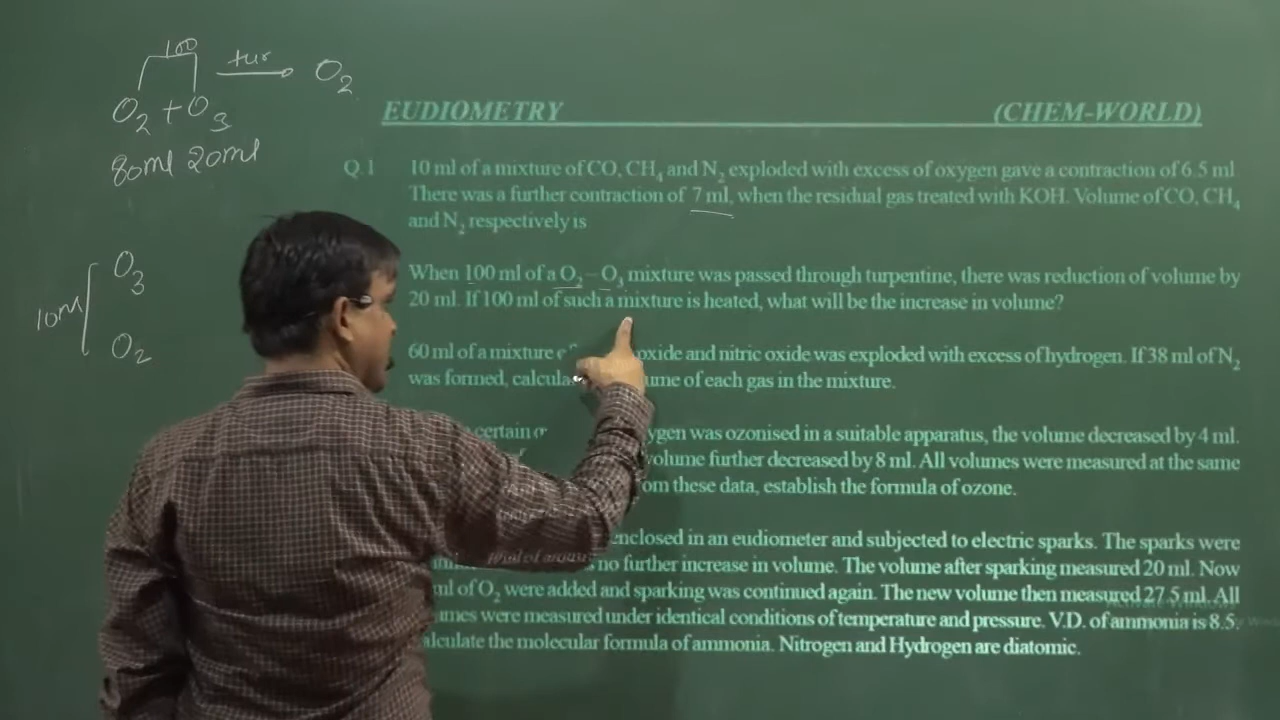 100
O2 + O3 tur O2
80ml 20ml
O3
10ml
O2
EUDIOMETRY (CHEM-WORLD)
Q.1 10 ml of a mixture of CO, CH4 and N2 exploded with excess of oxygen gave a contraction of 6.5 ml
There was a further contraction of 7 ml, when the residual gas treated with KOH. Volume of CO, CH4
and N2 respectively is
When 100 ml of a O2 – O3 mixture was passed through turpentine, there was reduction of volume by
20 ml. If 100 ml of such a mixture is heated, what will be the increase in volume?
60 ml of a mixture oxide and nitric oxide was exploded with excess of hydrogen. If 38 ml of N2
was formed, of each gas in the mixture.
certain was ozonised in a suitable apparatus, the volume decreased by 4 ml.
volume further decreased by 8 ml. All volumes were measured at the same
these data, establish the formula of ozone.
enclosed in an eudiometer and subjected to electric sparks. The sparks were
no further increase in volume. The volume after sparking measured 20 ml. Now
ml of O2 were added and sparking was continued again. The new volume then measured 27.5 ml. All
were measured under identical conditions of temperature and pressure. V.D. of ammonia is 8.5.
the molecular formula of ammonia. Nitrogen and Hydrogen are diatomic.